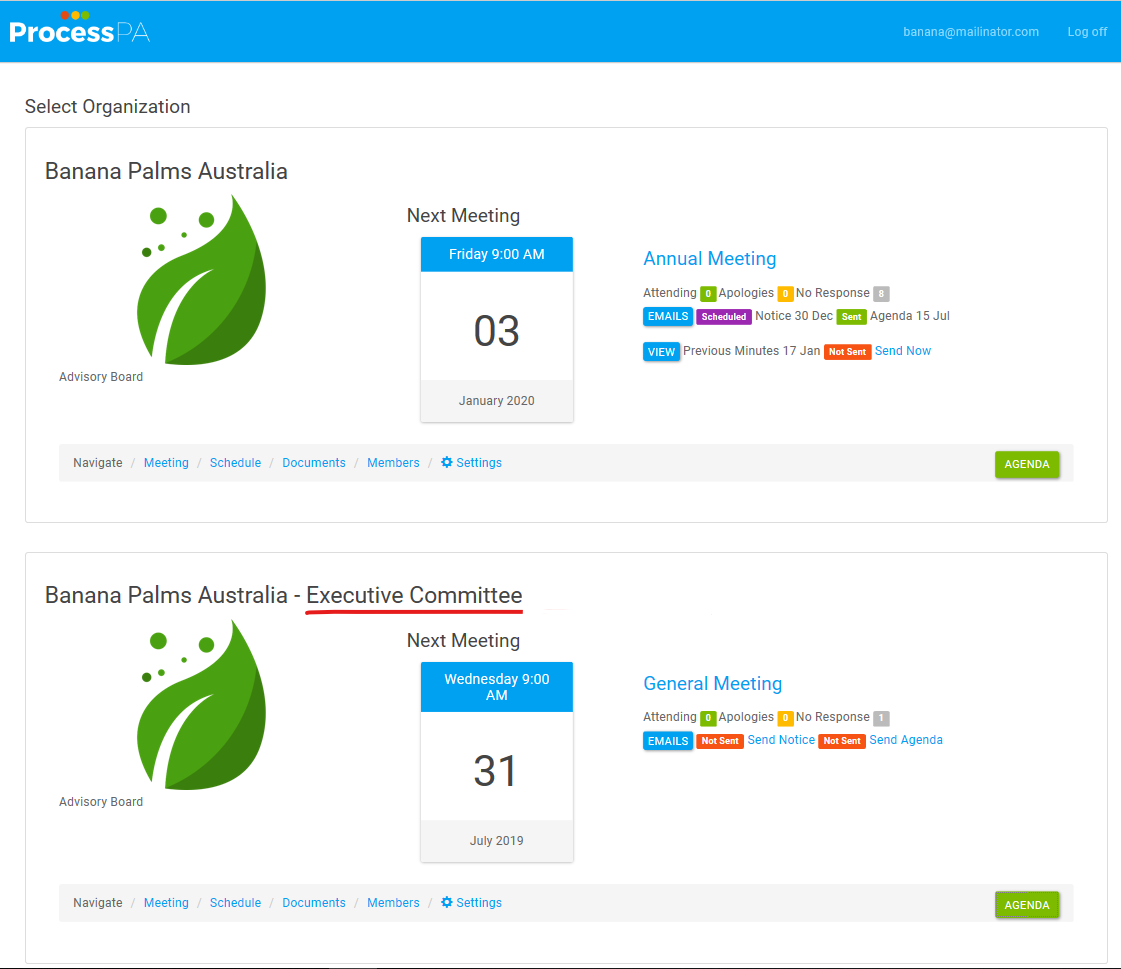 ProcessPA banana@mailinator.com Log off
Select Organization
Banana Palms Australia
Next Meeting
Friday 9:00 AM
03
January 2020
Annual Meeting
Attending 0 Apologies 0 No Response 8
EMAILS Scheduled Notice 30 Dec Sent Agenda 15 Jul
VIEW Previous Minutes 17 Jan Not Sent Send Now
Advisory Board
Navigate / Meeting / Schedule / Documents / Members / Settings AGENDA
Banana Palms Australia - Executive Committee
Next Meeting
Wednesday 9:00
AM
31
July 2019
General Meeting
Attending 0 Apologies 0 No Response 1
EMAILS Not Sent Send Notice Not Sent Send Agenda
Advisory Board
Navigate / Meeting / Schedule / Documents / Members / Settings AGENDA